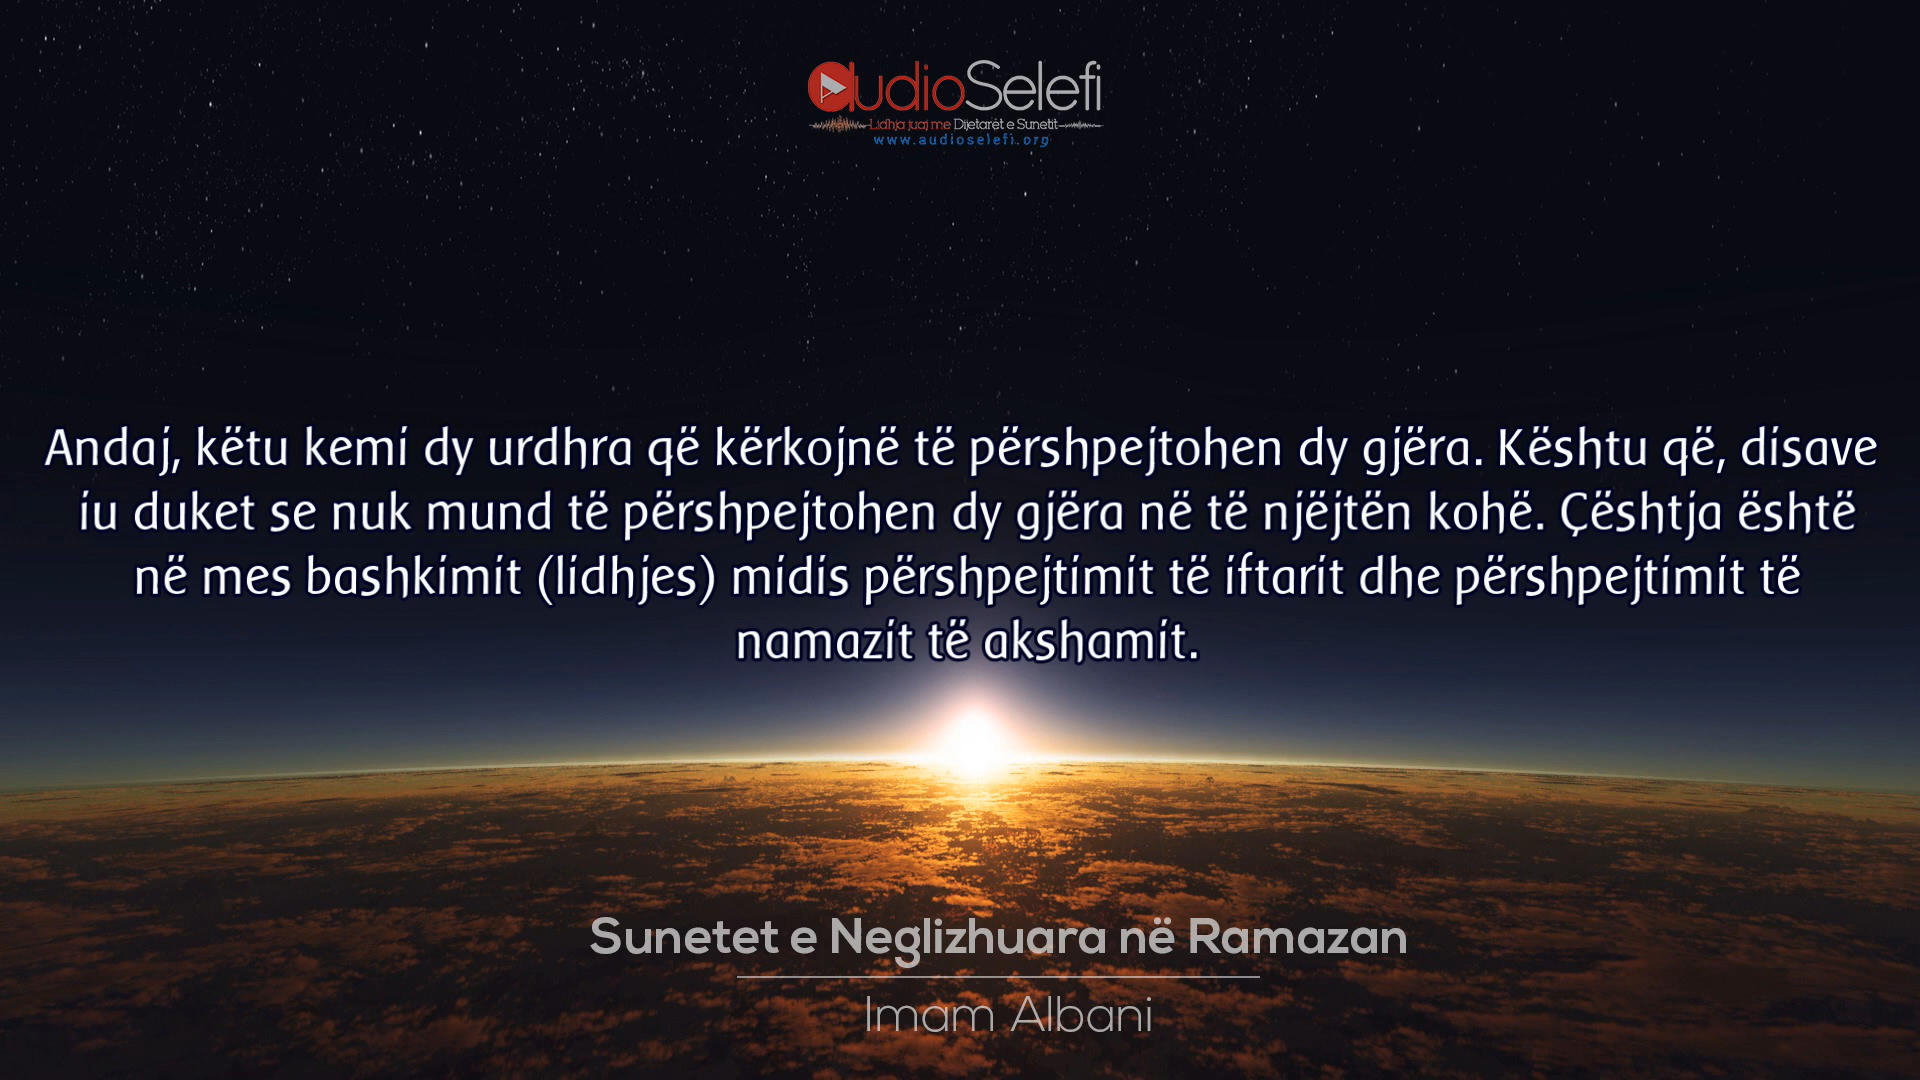 audioSelefi
Lidhja juaj me Dijetarët e Sunetit
www.audioselefi.org
Andaj, këtu kemi dy urdhra që kërkojnë të përshpejtohen dy gjëra. Kështu që, disave
iu duket se nuk mund të përshpejtohen dy gjëra në të njëjtën kohë. Çështja është
në mes bashkimit (lidhjes) midis përshpejtimit të iftarit dhe përshpejtimit të
namazit të akshamit.
Sunetet e Neglizhuara në Ramazan
Imam Albani